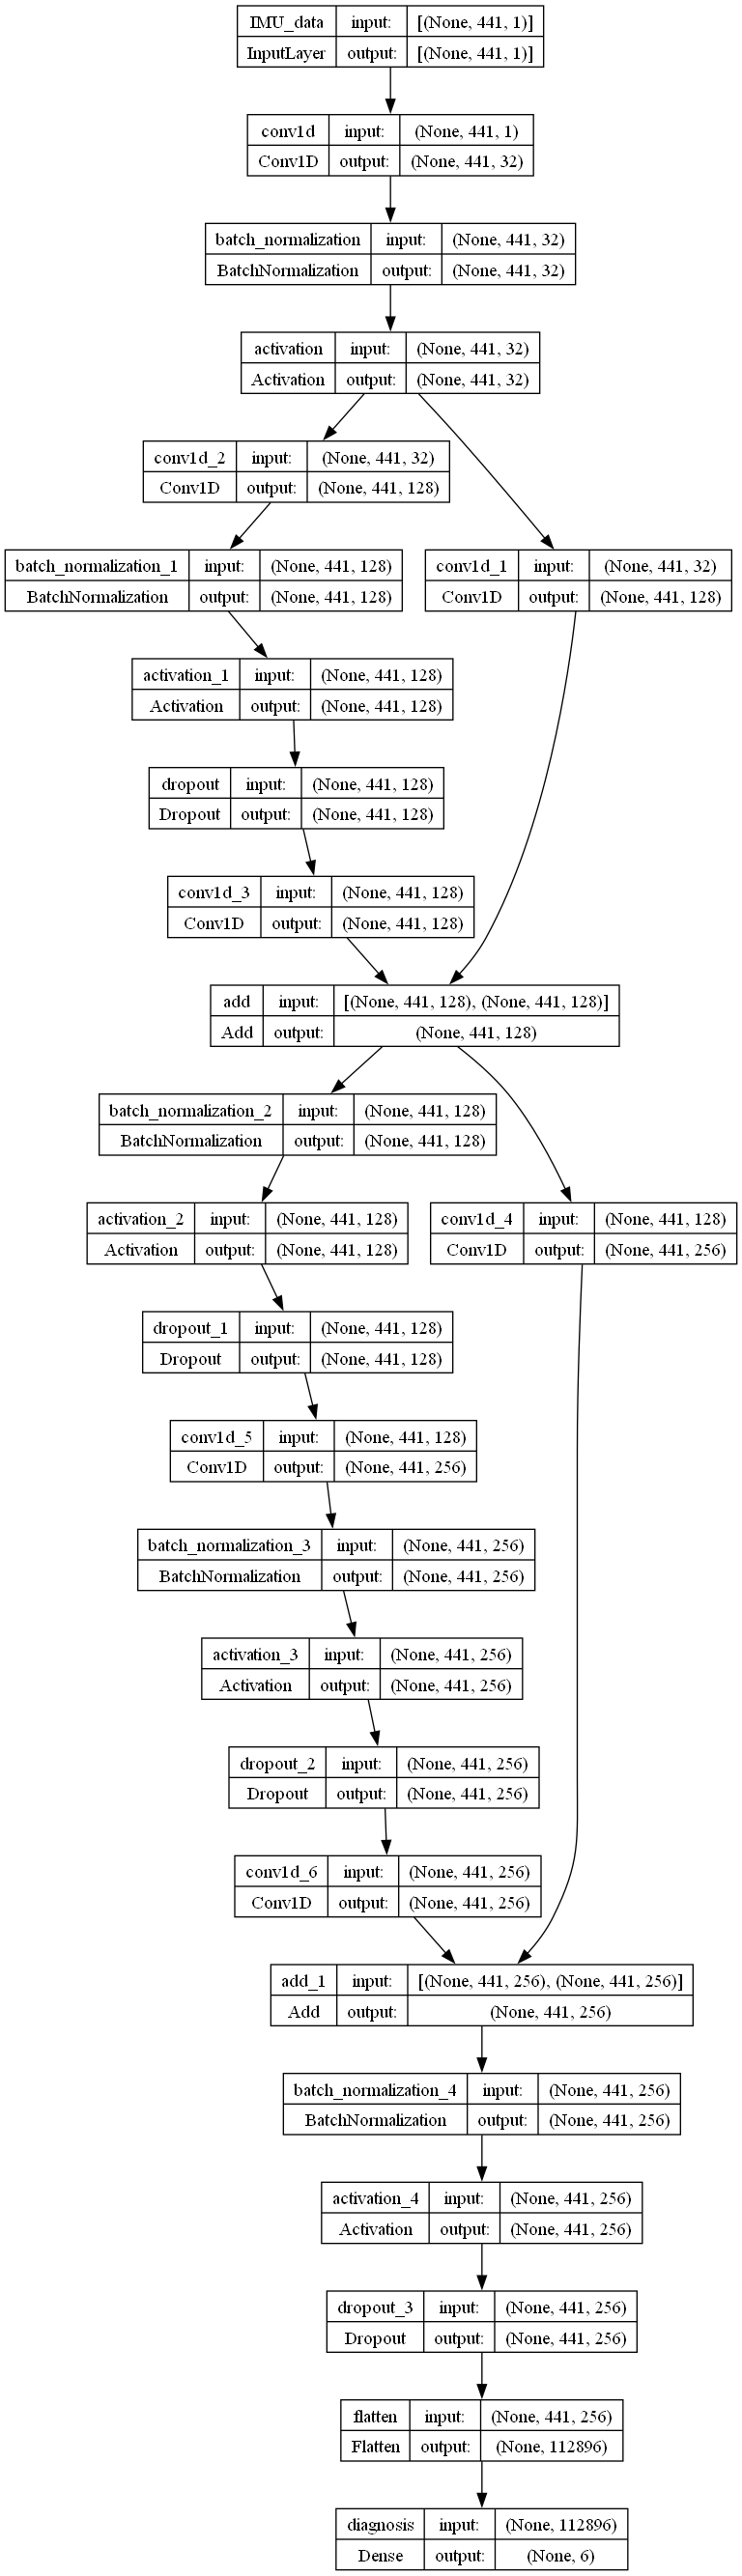 IMU_data input: [(None, 441, 1)]
InputLayer output: [(None, 441, 1)]
conv1d input: (None, 441, 1)
Conv1D output: (None, 441, 32)
batch_normalization input: (None, 441, 32)
BatchNormalization output: (None, 441, 32)
activation input: (None, 441, 32)
Activation output: (None, 441, 32)
conv1d_2 input: (None, 441, 32)
Conv1D output: (None, 441, 128)
batch_normalization_1 input: (None, 441, 128)
BatchNormalization output: (None, 441, 128)
conv1d_1 input: (None, 441, 32)
Conv1D output: (None, 441, 128)
activation_1 input: (None, 441, 128)
Activation output: (None, 441, 128)
dropout input: (None, 441, 128)
Dropout output: (None, 441, 128)
conv1d_3 input: (None, 441, 128)
Conv1D output: (None, 441, 128)
add input: [(None, 441, 128), (None, 441, 128)]
Add output: (None, 441, 128)
batch_normalization_2 input: (None, 441, 128)
BatchNormalization output: (None, 441, 128)
activation_2 input: (None, 441, 128)
Activation output: (None, 441, 128)
conv1d_4 input: (None, 441, 128)
Conv1D output: (None, 441, 256)
dropout_1 input: (None, 441, 128)
Dropout output: (None, 441, 128)
conv1d_5 input: (None, 441, 128)
Conv1D output: (None, 441, 256)
batch_normalization_3 input: (None, 441, 256)
BatchNormalization output: (None, 441, 256)
activation_3 input: (None, 441, 256)
Activation output: (None, 441, 256)
dropout_2 input: (None, 441, 256)
Dropout output: (None, 441, 256)
conv1d_6 input: (None, 441, 256)
Conv1D output: (None, 441, 256)
add_1 input: [(None, 441, 256), (None, 441, 256)]
Add output: (None, 441, 256)
batch_normalization_4 input: (None, 441, 256)
BatchNormalization output: (None, 441, 256)
activation_4 input: (None, 441, 256)
Activation output: (None, 441, 256)
dropout_3 input: (None, 441, 256)
Dropout output: (None, 441, 256)
flatten input: (None, 441, 256)
Flatten output: (None, 112896)
diagnosis input: (None, 112896)
Dense output: (None, 6)